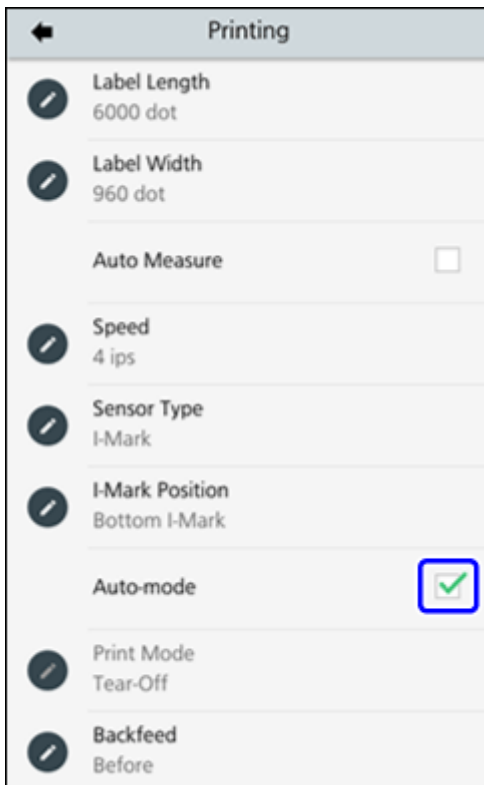 Printing
Label Length
6000 dot
Label Width
960 dot
Auto Measure
Speed
4 ips
Sensor Type
I-Mark
I-Mark Position
Bottom I-Mark
Auto-mode
Print Mode
Tear-Off
Backfeed
Before